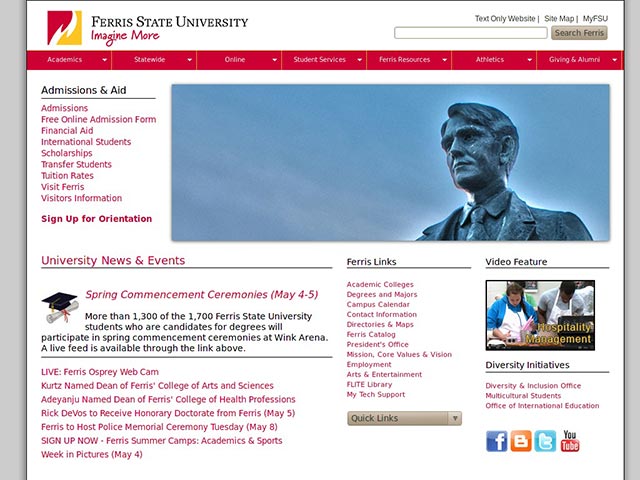 FERRIS STATE UNIVERSITY
Imagine More
Text Only Website | Site Map | MyFSU
Search Ferris
Academics Statewide Online Student Services Ferris Resources Athletics Giving & Alumni
Admissions & Aid
Admissions
Free Online Admission Form
Financial Aid
International Students
Scholarships
Transfer Students
Tuition Rates
Visit Ferris
Visitors Information
Sign Up for Orientation
University News & Events
Spring Commencement Ceremonies (May 4-5)
More than 1,300 of the 1,700 Ferris State University
students who are candidates for degrees will
participate in spring commencement ceremonies at Wink Arena.
A live feed is available through the link above.
LIVE: Ferris Osprey Web Cam
Kurtz Named Dean of Ferris' College of Arts and Sciences
Adeyanju Named Dean of Ferris' College of Health Professions
Rick DeVos to Receive Honorary Doctorate from Ferris (May 5)
Ferris to Host Police Memorial Ceremony Tuesday (May 8)
SIGN UP NOW - Ferris Summer Camps: Academics & Sports
Week in Pictures (May 4)
Ferris Links
Academic Colleges
Degrees and Majors
Campus Calendar
Contact Information
Directories & Maps
Ferris Catalog
President's Office
Mission, Core Values & Vision
Employment
Arts & Entertainment
FLITE Library
My Tech Support
Quick Links
Video Feature
Hospitality
Management
Diversity Initiatives
Diversity & Inclusion Office
Multicultural Students
Office of International Education
You
Tube